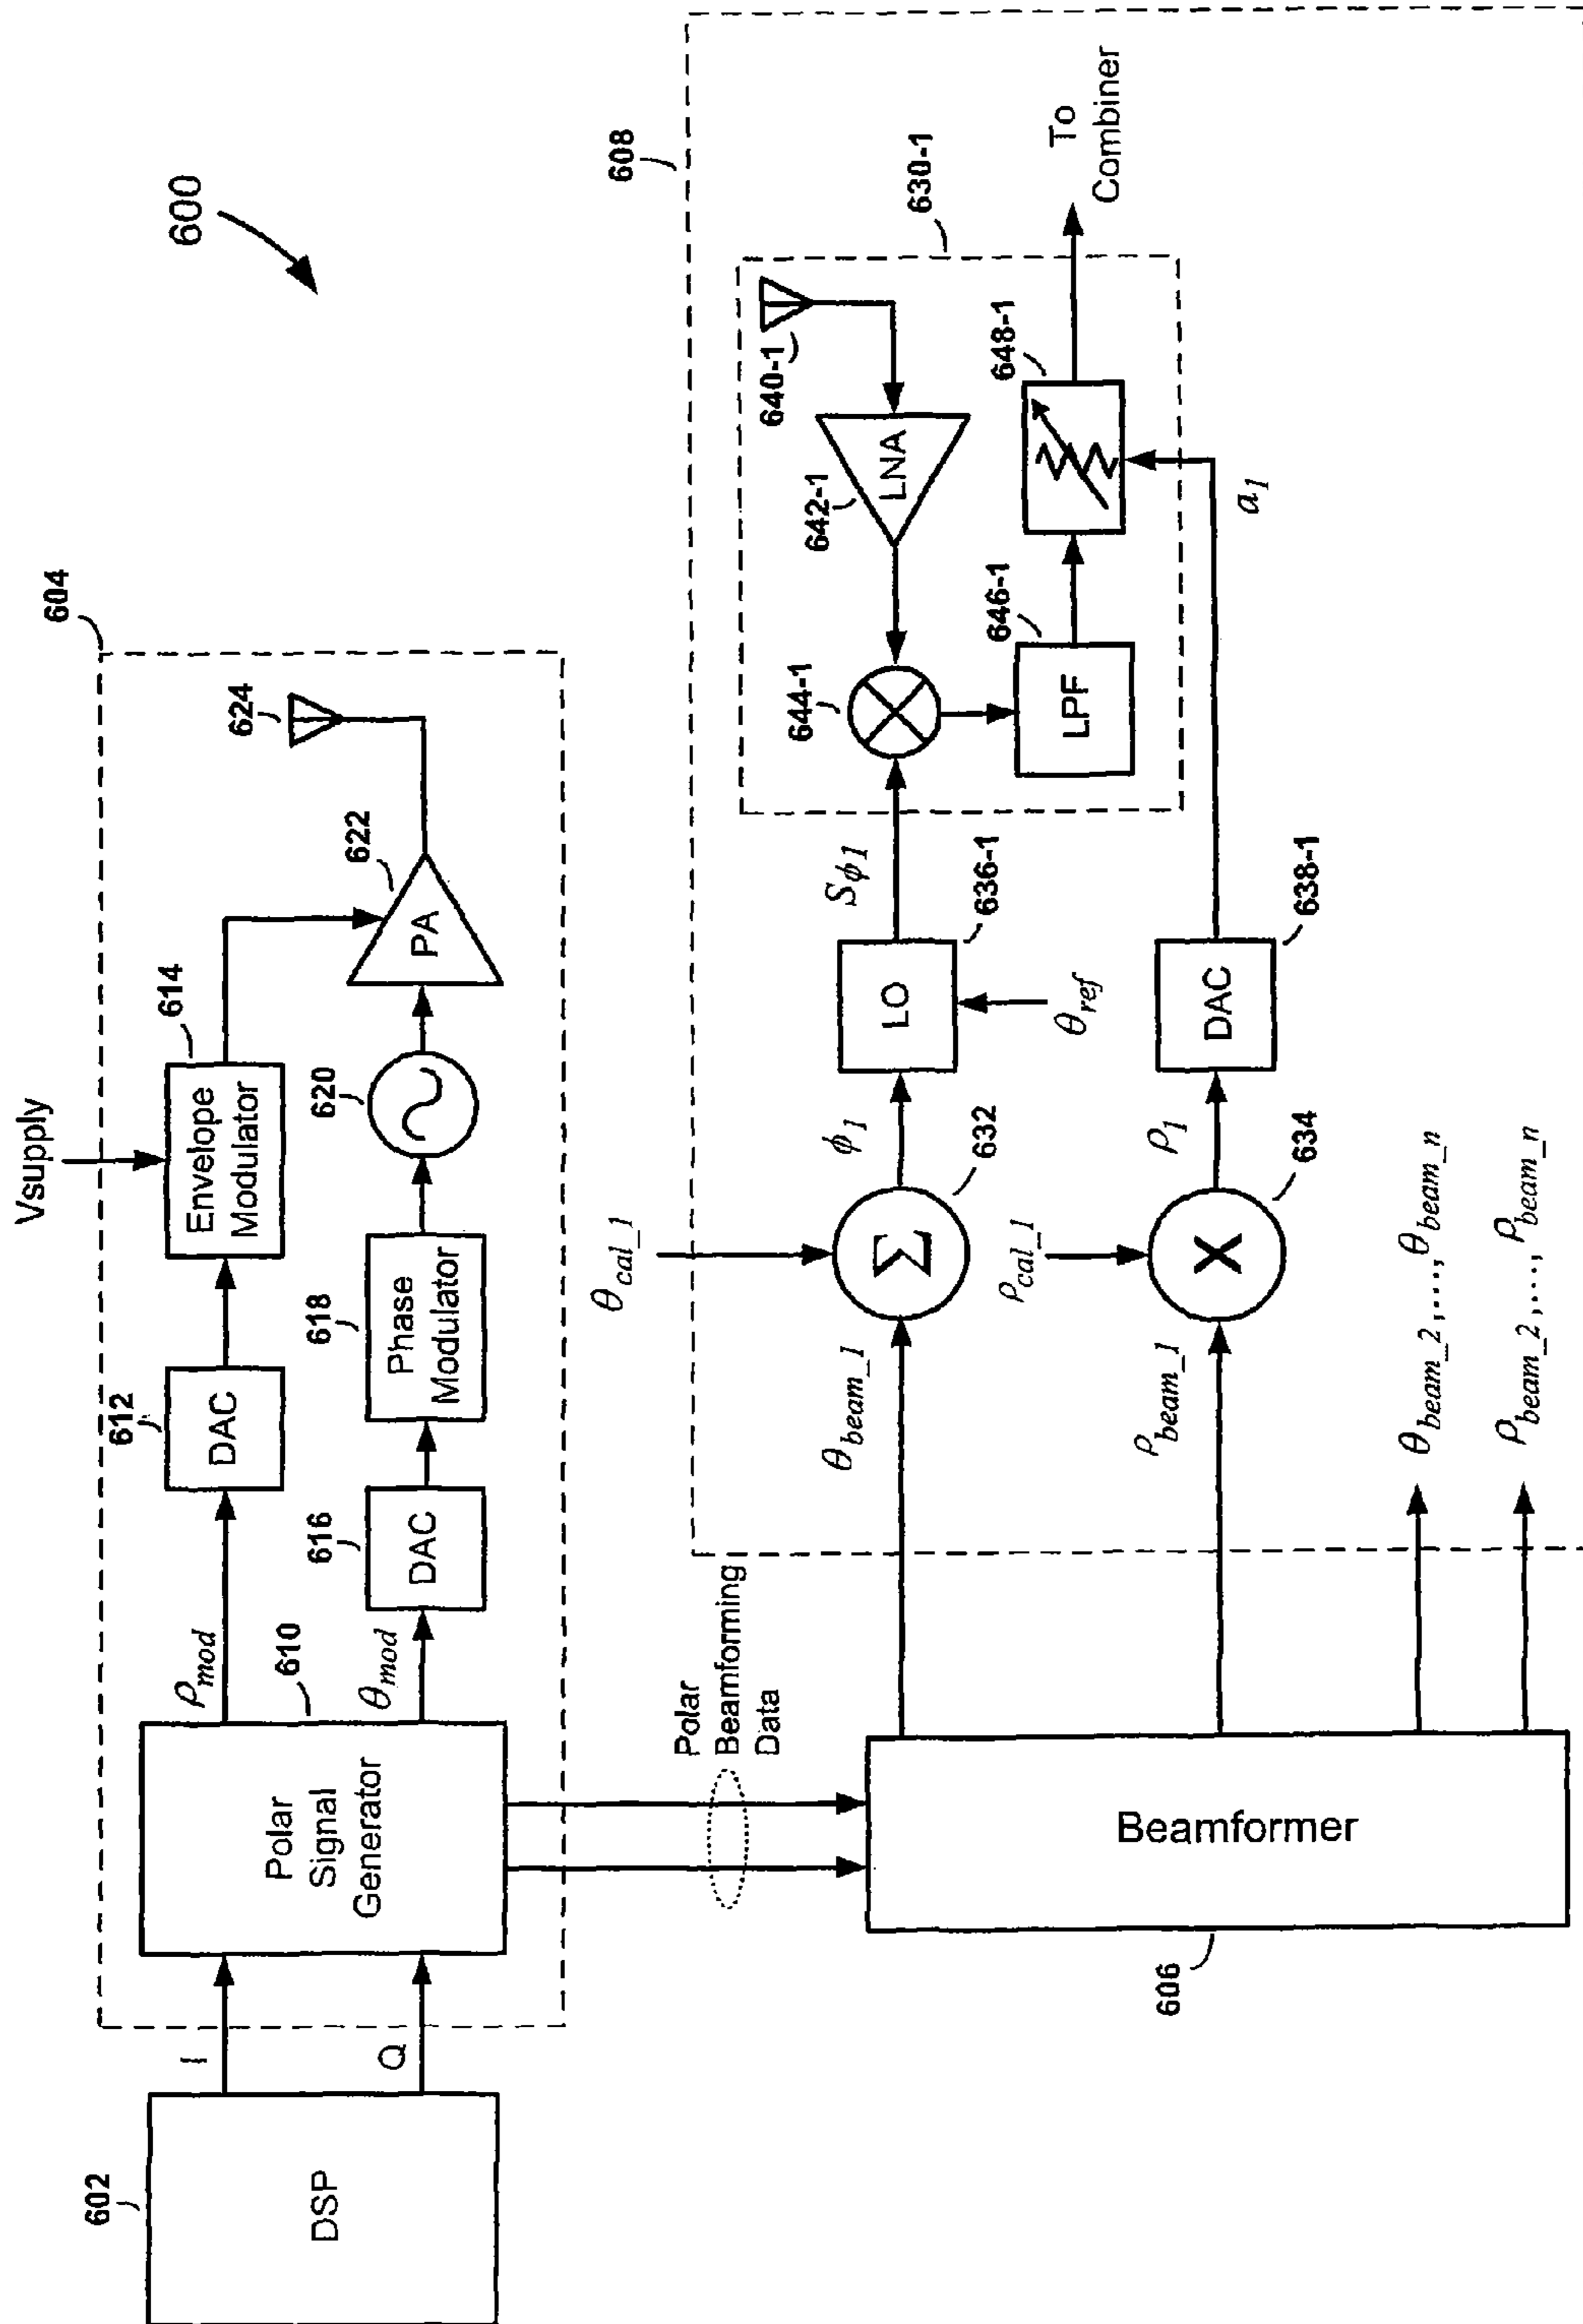 600
Vsupply
604
602
DSP
I
Q
610
Polar
Signal
Generator
ρmod
θmod
612
DAC
616
DAC
614
Envelope
Modulator
618
Phase
Modulator
620
622
PA
624
Polar
Beamforming
Data
606
Beamformer
608
θbeam_1
ρbeam_1
θcal_1
ρcal_1
Σ
632
X
634
ϕ1
ρ1
LO
636-1
θref
DAC
638-1
Sϕ1
a1
630-1
640-1
LNA
642-1
644-1
LPF
646-1
648-1
To
Combiner
θbeam_2,..., θbeam_n
ρbeam_2,..., ρbeam_n